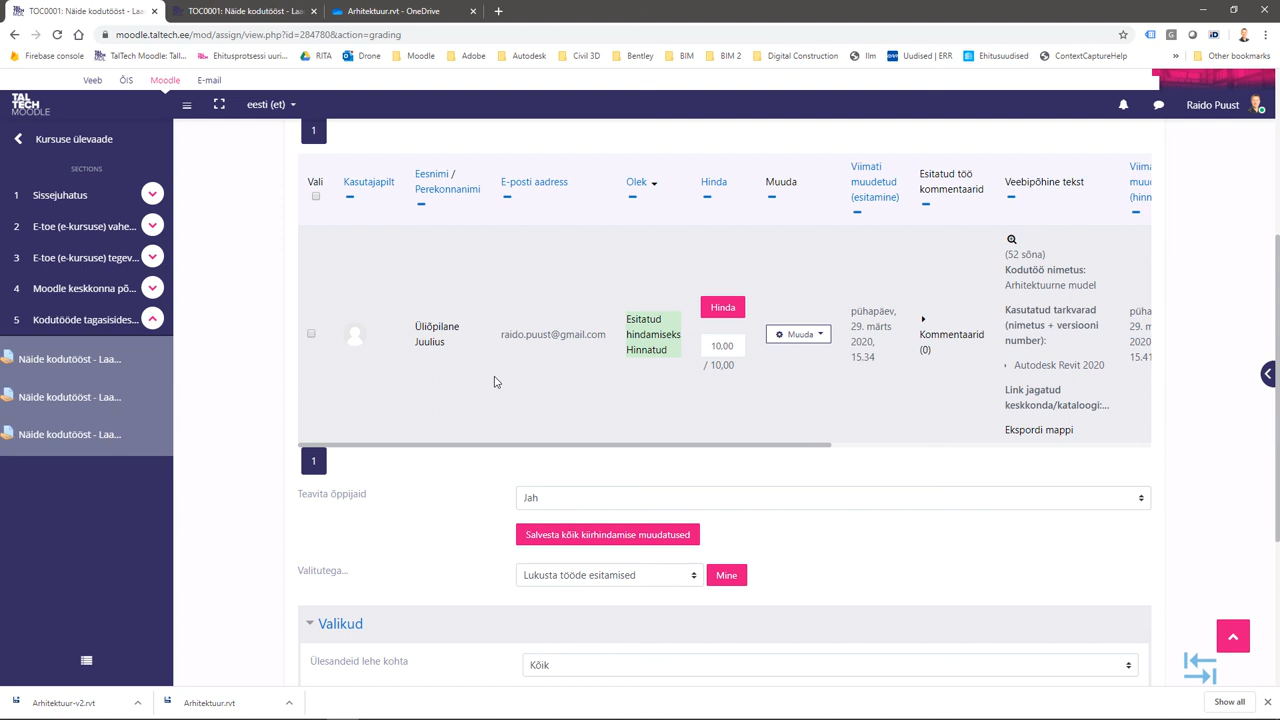 TOC0001: Näide kodutööst - Laa
TOC0001: Näide kodutööst - Laa
Arhitektuur.rvt - OneDrive
moodle.taltech.ee/mod/assign/view.php?id=284780&action=grading
Firebase console
TalTech Moodle: Tall...
Ehitusprotsessi uuri...
RITA
Drone
Moodle
Adobe
Autodesk
Civil 3D
Bentley
BIM
BIM 2
Digital Construction
Ilm
Uudised | ERR
Ehitusuudised
ContextCaptureHelp
»
Other bookmarks
Veeb
ÕIS
Moodle
E-mail
TAL
TECH
MOODLE
eesti (et)
Raido Puust
Kursuse ülevaade
SECTIONS
1 Sissejuhatus
2 E-toe (e-kursuse) vahe...
3 E-toe (e-kursuse) tegev...
4 Moodle keskkonna põ...
5 Kodutööde tagasisides...
Näide kodutööst - Laa...
Näide kodutööst - Laa...
Näide kodutööst - Laa...
1
Vali
Kasutajapilt
Eesnimi /
Perekonnanimi
E-posti aadress
Olek
Hinda
Muuda
Viimati
muudetud
(esitamine)
Esitatud töö
kommentaarid
Veebipõhine tekst
Viima
muu
(hinn
Üliõpilane
Juulius
raido.puust@gmail.com
Esitatud
hindamiseks
Hinnatud
Hinda
10,00
/ 10,00
Muuda
pühapäev,
29. märts
2020,
15.34
Kommentaarid
(0)
(52 sõna)
Kodutöö nimetus:
Arhitektuurne mudel
Kasutatud tarkvarad
(nimetus + versiooni
number):
Autodesk Revit 2020
Link jagatud
keskkonda/kataloogi:...
Ekspordi mappi
püha
29. m
2020
15.41
1
Teavita õppijaid
Jah
Salvesta kõik kiirhindamise muudatused
Valitutega...
Lukusta tööde esitamised
Mine
Valikud
Ülesandeid lehe kohta
Kõik
Arhitektuur-v2.rvt
Arhitektuur.rvt
Show all